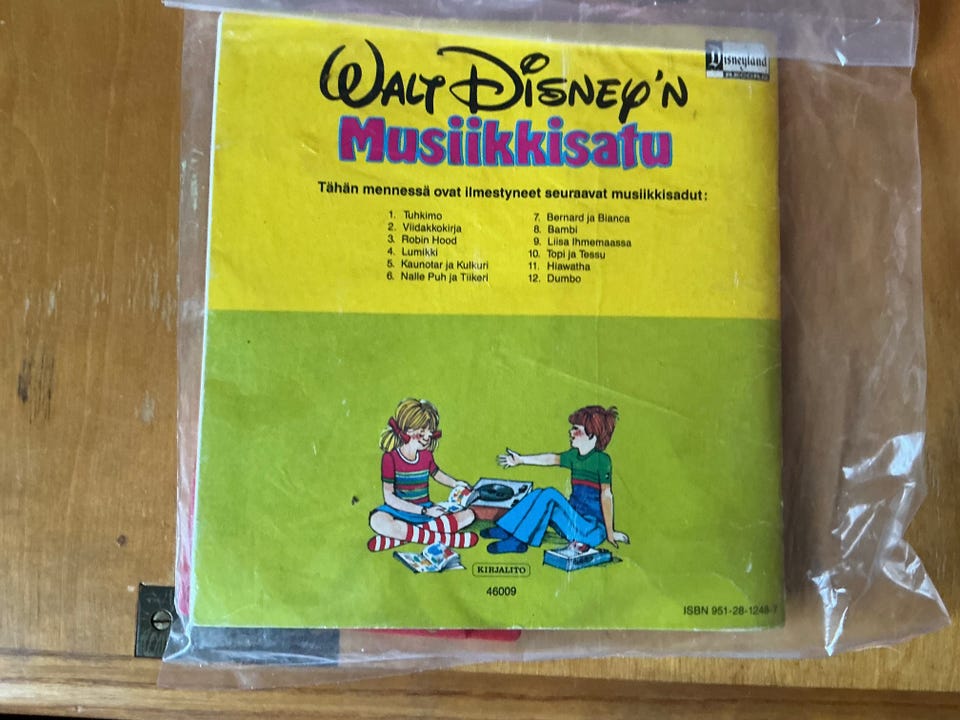 Disneyland
RECORD
WALT DISNEY'N
Musiikkisatu
Tähän mennessä ovat ilmestyneet seuraavat musiikkisadut:
1. Tuhkimo
2. Viidakkokirja
3. Robin Hood
4. Lumikki
5. Kaunotar ja Kulkuri
6. Nalle Puh ja Tiikeri
7. Bernard ja Bianca
8. Bambi
9. Liisa Ihmemaassa
10. Topi ja Tessu
11. Hiawatha
12. Dumbo
KIRJALITO
46009
ISBN 951-28-1248-7